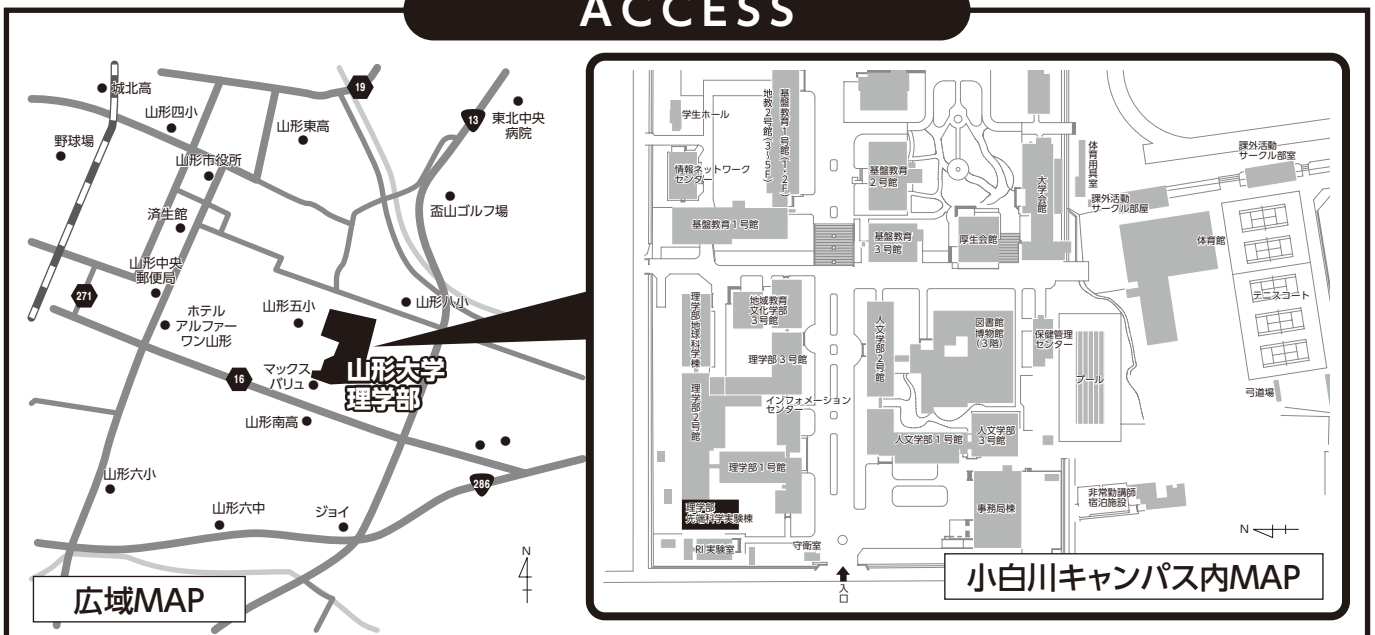 ACCESS
城北高
19
13
東北中央
病院
山形四小
山形東高
野球場
山形市役所
済生館
盃山ゴルフ場
山形中央
郵便局
271
ホテル
アルファー
ワン山形
山形五小
山形八小
16
マックス
バリュ
山形大学
理学部
山形南高
286
山形六小
山形六中
ジョイ
N
広域MAP
学生ホール
地教2号館(3~5F)
基盤教育1号館(1・2F)
情報ネットワーク
センター
基盤教育
2号館
大学会館
体育用具室
課外活動
サークル部室
課外活動
サークル部屋
基盤教育1号館
基盤教育
3号館
厚生会館
体育館
テニスコート
理学部地球科学棟
地域教育
文化学部
3号館
人文学部2号館
図書館
博物館
(3階)
保健管理
センター
理学部3号館
プール
理学部2号館
インフォメーション
センター
弓道場
人文学部1号館
人文学部
3号館
理学部1号館
理学部
先端科学実験棟
事務局棟
非常勤講師
宿泊施設
RI実験室
守衛室
入口
N
小白川キャンパス内MAP